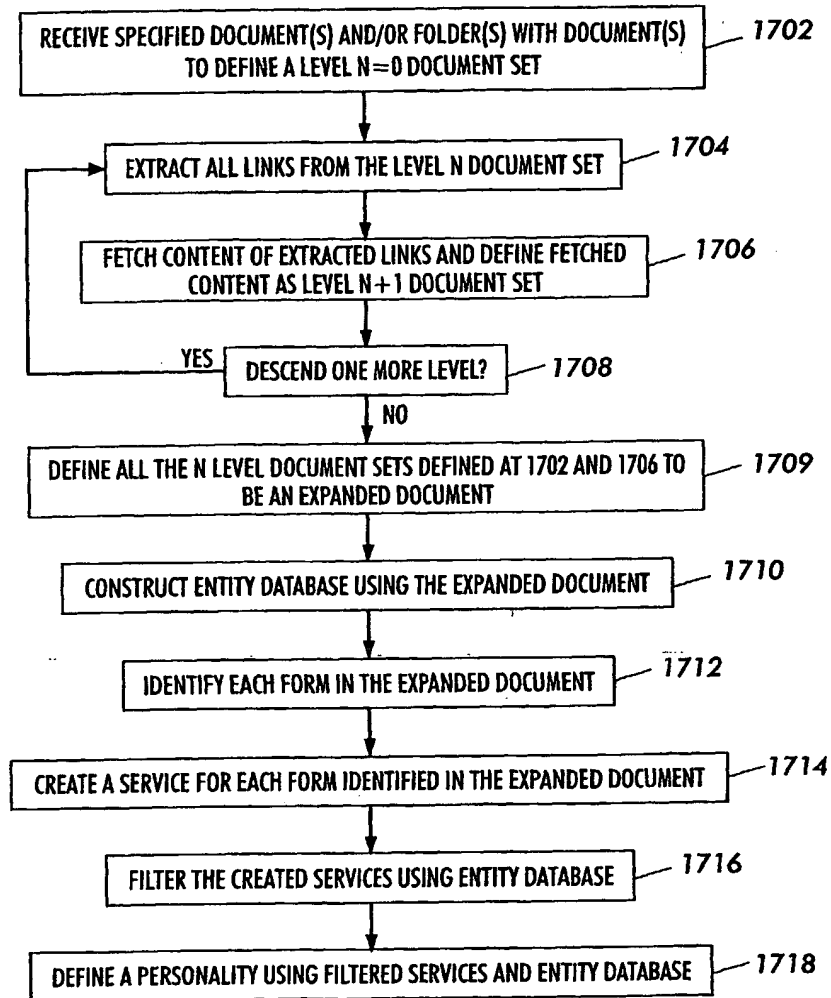 RECEIVE SPECIFIED DOCUMENT(S) AND/OR FOLDER(S) WITH DOCUMENT(S)
TO DEFINE A LEVEL N=0 DOCUMENT SET
1702
EXTRACT ALL LINKS FROM THE LEVEL N DOCUMENT SET
1704
FETCH CONTENT OF EXTRACTED LINKS AND DEFINE FETCHED
CONTENT AS LEVEL N+1 DOCUMENT SET
1706
YES
DESCEND ONE MORE LEVEL?
1708
NO
DEFINE ALL THE N LEVEL DOCUMENT SETS DEFINED AT 1702 AND 1706 TO
BE AN EXPANDED DOCUMENT
1709
CONSTRUCT ENTITY DATABASE USING THE EXPANDED DOCUMENT
1710
IDENTIFY EACH FORM IN THE EXPANDED DOCUMENT
1712
CREATE A SERVICE FOR EACH FORM IDENTIFIED IN THE EXPANDED DOCUMENT
1714
FILTER THE CREATED SERVICES USING ENTITY DATABASE
1716
DEFINE A PERSONALITY USING FILTERED SERVICES AND ENTITY DATABASE
1718